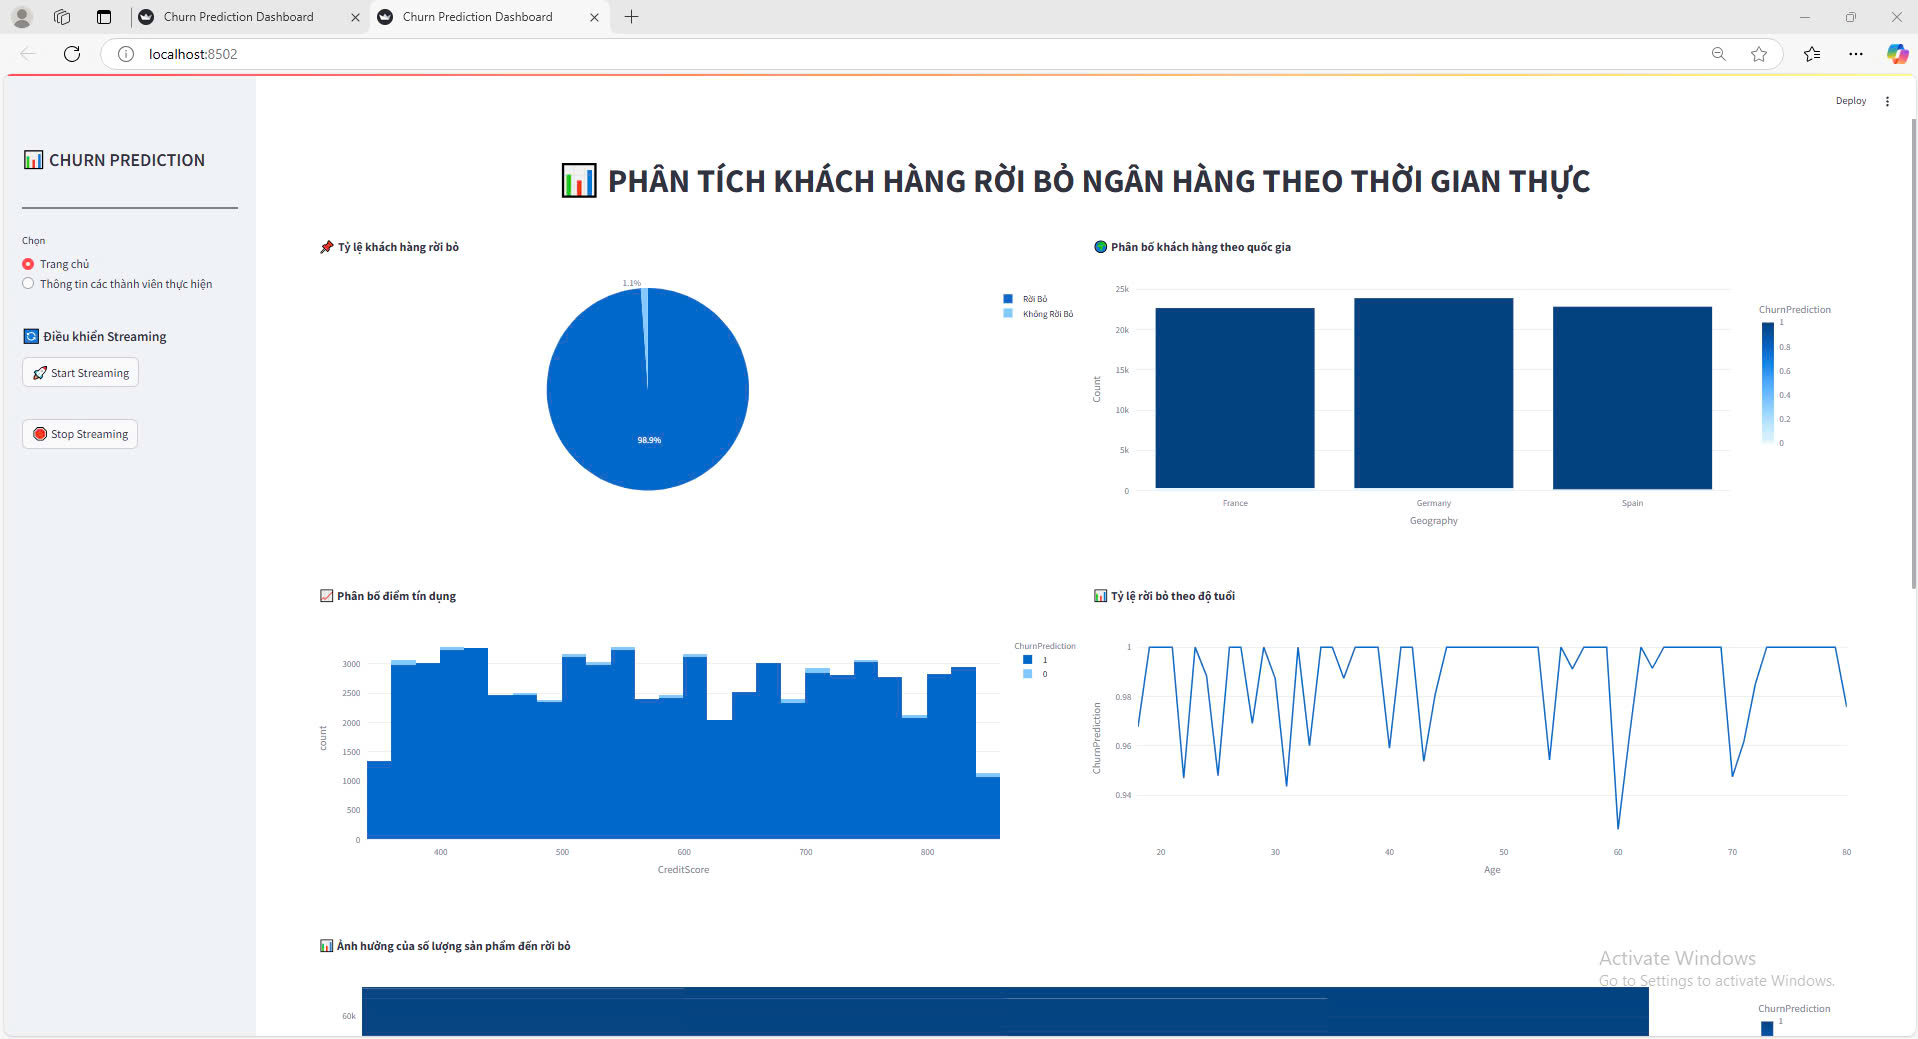 Churn Prediction Dashboard
Churn Prediction Dashboard
localhost:8502
Deploy
CHURN PREDICTION
Chọn
Trang chủ
Thông tin các thành viên thực hiện
Điều khiển Streaming
Start Streaming
Stop Streaming
PHÂN TÍCH KHÁCH HÀNG RỜI BỎ NGÂN HÀNG THEO THỜI GIAN THỰC
Tỷ lệ khách hàng rời bỏ
1.1%
98.9%
Rời Bỏ
Không Rời Bỏ
Phân bố khách hàng theo quốc gia
25k
20k
15k
10k
5k
0
Count
France Germany Spain
Geography
ChurnPrediction
1
0.8
0.6
0.4
0.2
0
Phân bố điểm tín dụng
3000
2500
2000
1500
1000
500
0
count
400 500 600 700 800
CreditScore
ChurnPrediction
1
0
Tỷ lệ rời bỏ theo độ tuổi
1
0.98
0.96
0.94
ChurnPrediction
20 30 40 50 60 70 80
Age
Ảnh hưởng của số lượng sản phẩm đến rời bỏ
60k
ChurnPrediction
1
Activate Windows
Go to Settings to activate Windows.